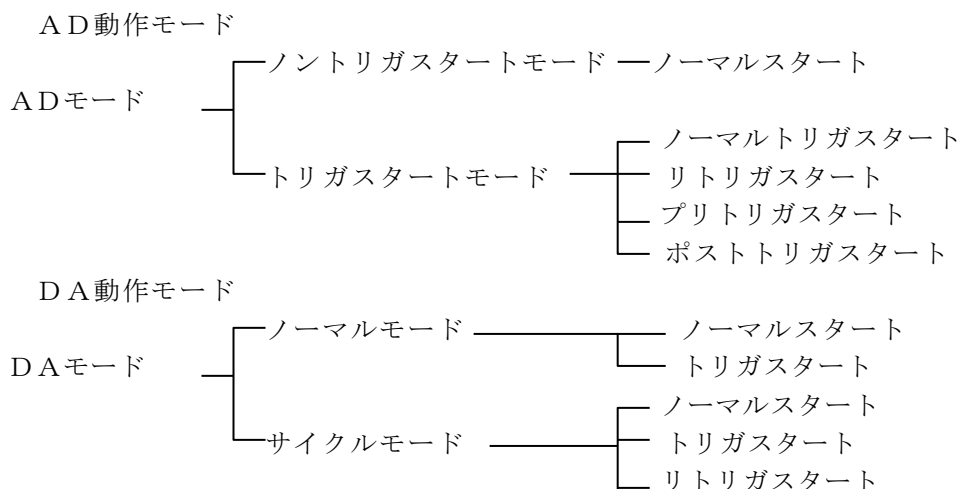 ＡＤ動作モード
ノントリガスタートモード ノーマルスタート
ＡＤモード
ノーマルトリガスタート
トリガスタートモード リトリガスタート
プリトリガスタート
ポストトリガスタート
ＤＡ動作モード
ノーマルモード ノーマルスタート
ＤＡモード トリガスタート
ノーマルスタート
サイクルモード トリガスタート
リトリガスタート